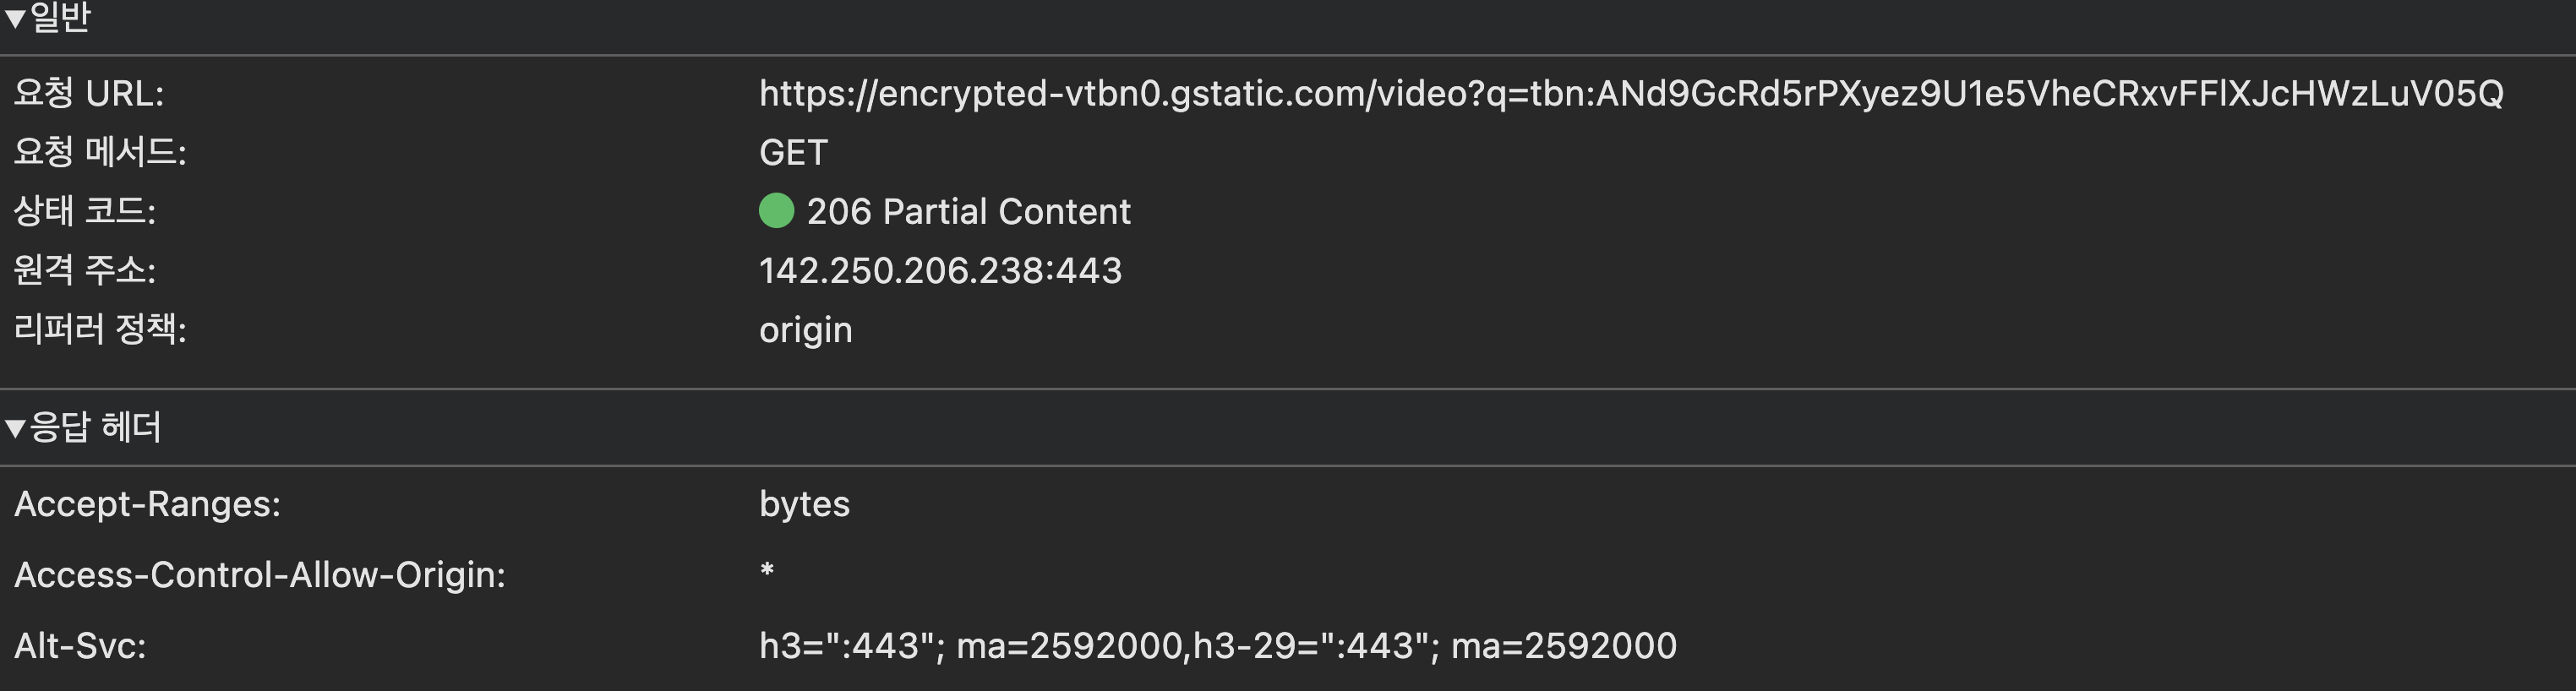 ▼일반
요청 URL: https://encrypted-vtbn0.gstatic.com/video?q=tbn:ANd9GcRd5rPXyez9U1e5VheCRxvFFlXJcHWzLuV05Q
요청 메서드: GET
상태 코드: 206 Partial Content
원격 주소: 142.250.206.238:443
리퍼러 정책: origin
▼응답 헤더
Accept-Ranges: bytes
Access-Control-Allow-Origin: *
Alt-Svc: h3=":443"; ma=2592000,h3-29=":443"; ma=2592000